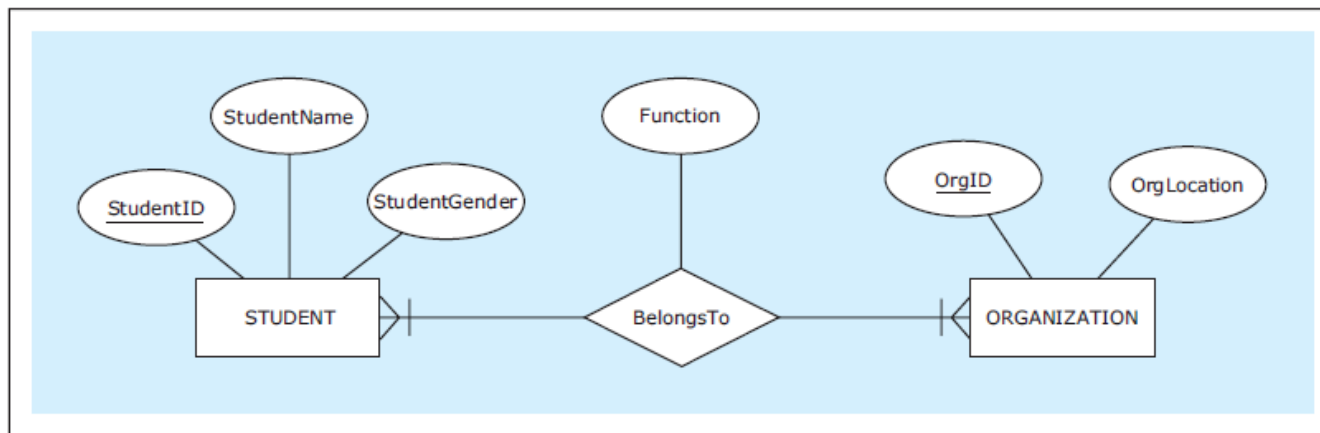 StudentName
Function
StudentID
StudentGender
OrgID
OrgLocation
STUDENT
BelongsTo
ORGANIZATION